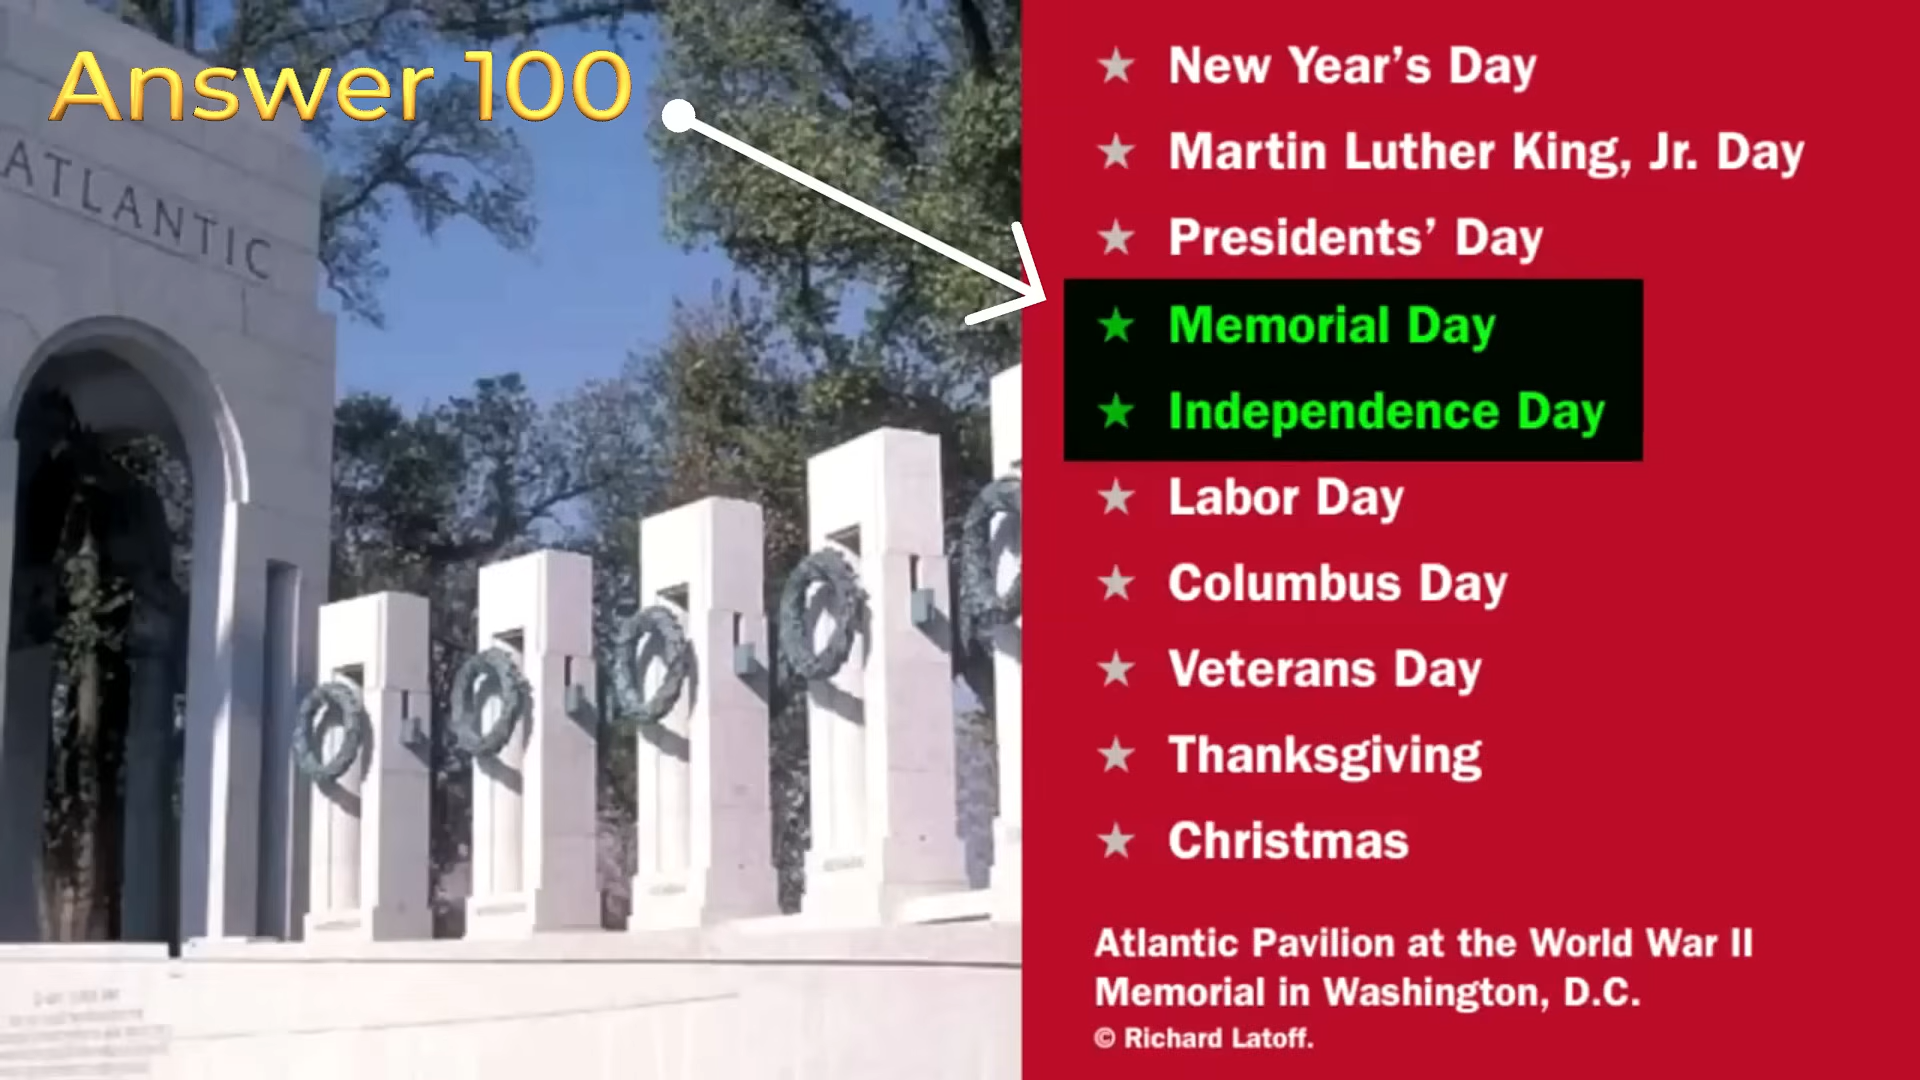 Answer 100
ATLANTIC
★ New Year's Day
★ Martin Luther King, Jr. Day
★ Presidents' Day
★ Memorial Day
★ Independence Day
★ Labor Day
★ Columbus Day
★ Veterans Day
★ Thanksgiving
★ Christmas
Atlantic Pavilion at the World War II
Memorial in Washington, D.C.
© Richard Latoff.